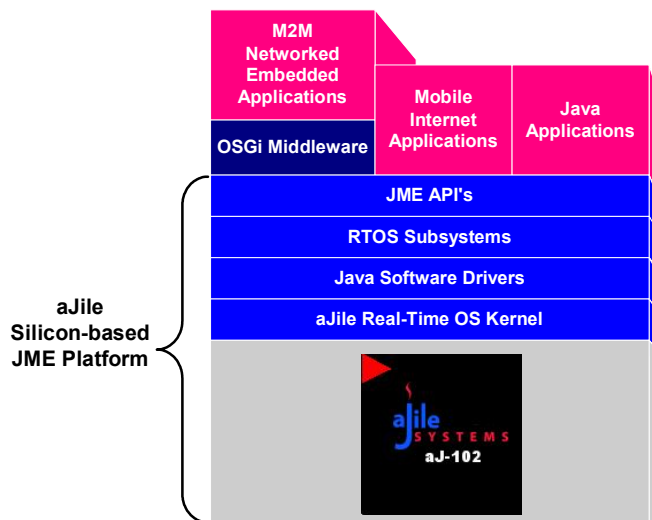 M2M
Networked
Embedded
Applications
OSGi Middleware
Mobile
Internet
Applications
Java
Applications
JME API's
RTOS Subsystems
Java Software Drivers
aJile Real-Time OS Kernel
aJile
Silicon-based
JME Platform
aJile
SYSTEMS
aJ-102